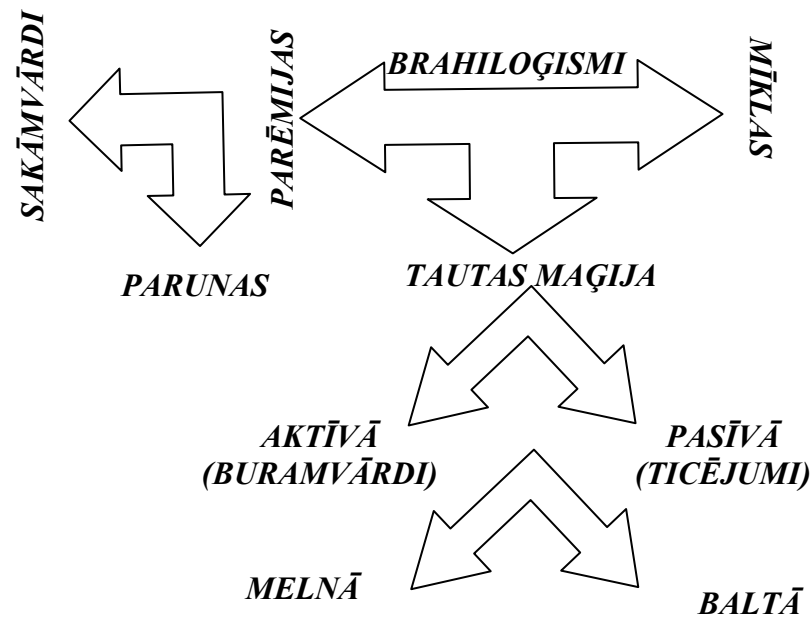 SAKĀMVĀRDI
PARĒMIJAS
BRAHILOĢISMI
MĪKLAS
PARUNAS
TAUTAS MAĢIJA
AKTĪVĀ
(BURAMVĀRDI)
PASĪVĀ
(TICĒJUMI)
MELNĀ
BALTĀ